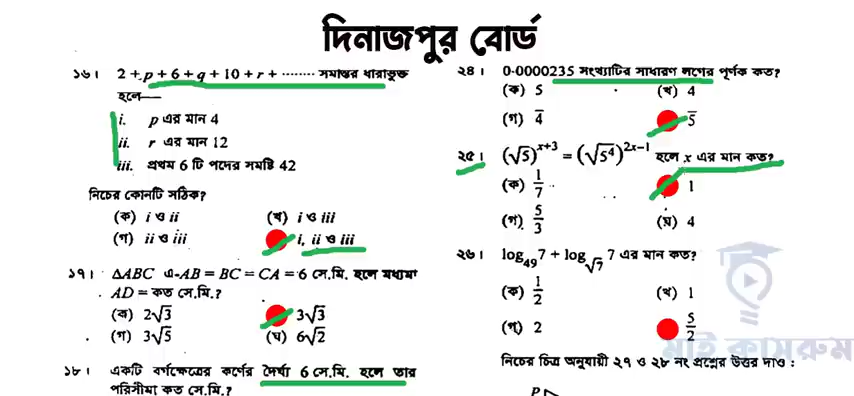 দিনাজপুর বোর্ড
১৬। 2 + p + 6 + q + 10 + r + ........ সমান্তর ধারাভুক্ত
হলে—
i. p এর মান 4
ii. r এর মান 12
iii. প্রথম 6 টি পদের সমষ্টি 42
নিচের কোনটি সঠিক?
(ক) i ও ii (খ) i ও iii
(গ) ii ও iii i, ii ও iii
১৭। ΔABC এ-AB = BC = CA = 6 সে.মি. হলে মধ্যমা
AD = কত সে.মি.?
(ক) 2√3 3√3
(গ) 3√5 (ঘ) 6√2
১৮। একটি বর্গক্ষেত্রের কর্ণের দৈর্ঘ্য 6 সে.মি. হলে তার
পরিসীমা কত সে.মি.?
২৪। 0·0000235 সংখ্যাটির সাধারণ লগের পূর্ণক কত?
(ক) 5 (খ) 4
(গ) 4̅ 5̅
২৫। (√5)ˣ⁺³ = (√5⁴)²ˣ⁻¹ হলে x এর মান কত?
(ক) 1/7 1
(গ) 5/3 (ঘ) 4
২৬। log₄₉7 + log√7 7 এর মান কত?
(ক) 1/2 (খ) 1
(গ) 2 5/2
নিচের চিত্র অনুযায়ী ২৭ ও ২৮ নং প্রশ্নের উত্তর দাও :
P
মাই ক্লাসরুম